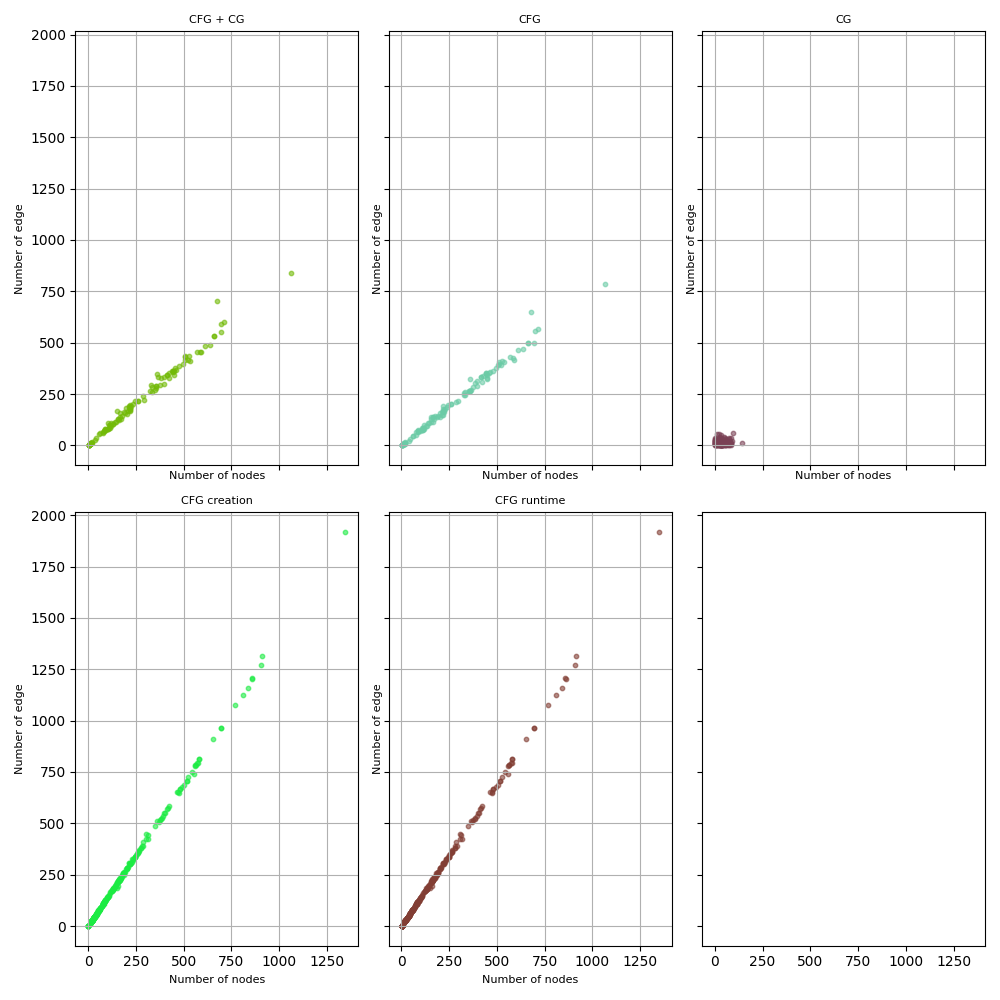 CFG + CG
CFG
CG
2000
1750
1500
1250
1000
750
500
250
0
Number of edge
Number of edge
Number of edge
Number of nodes
Number of nodes
Number of nodes
CFG creation
CFG runtime
2000
1750
1500
1250
1000
750
500
250
0
Number of edge
Number of edge
0 250 500 750 1000 1250
0 250 500 750 1000 1250
0 250 500 750 1000 1250
Number of nodes
Number of nodes